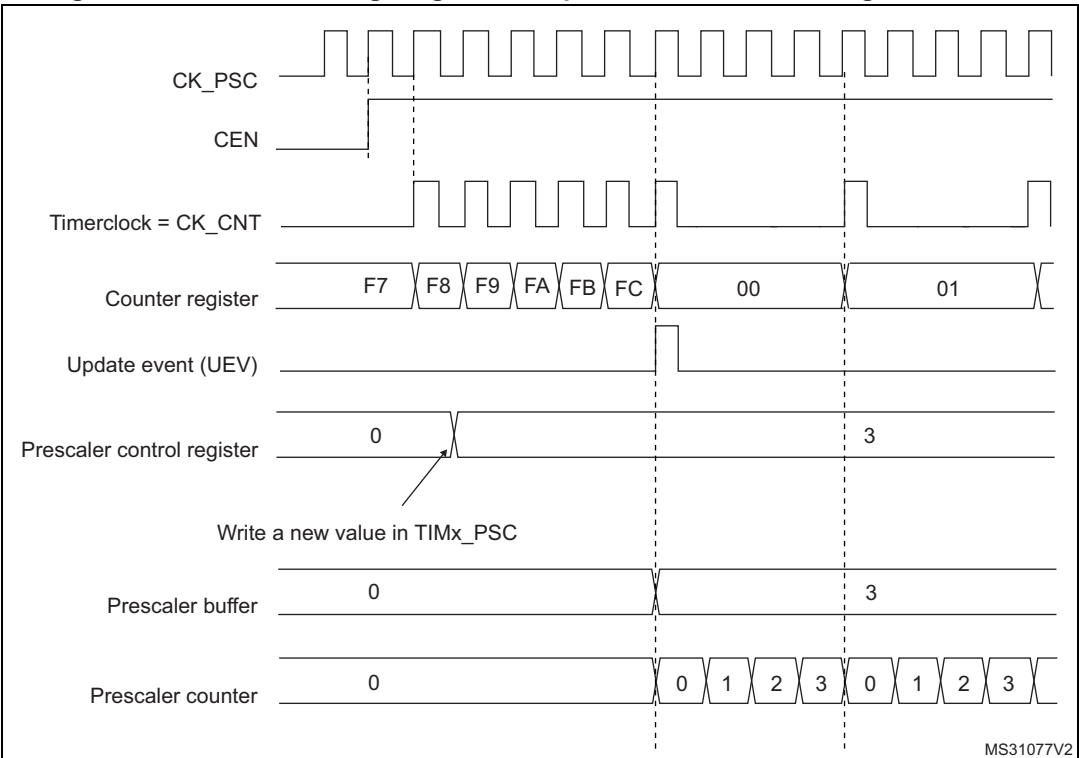 CK_PSC
CEN
Timerclock = CK_CNT
Counter register
F7 F8 F9 FA FB FC 00 01
Update event (UEV)
Prescaler control register
0 3
Write a new value in TIMx_PSC
Prescaler buffer
0 3
Prescaler counter
0 0 1 2 3 0 1 2 3
MS31077V2